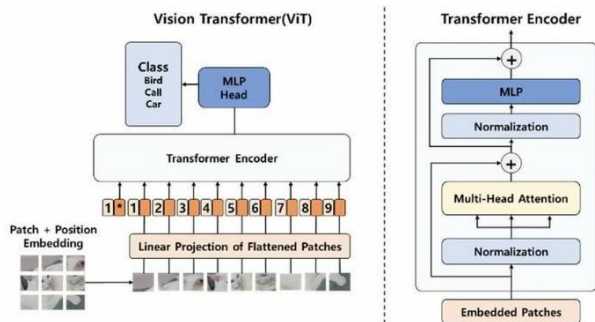 Vision Transformer(ViT)
Class
Bird
Call
Car
MLP
Head
Transformer Encoder
1 * 1 2 3 4 5 6 7 8 9
Patch + Position
Embedding
Linear Projection of Flattened Patches
Transformer Encoder
+
MLP
Normalization
+
Multi-Head Attention
Normalization
Embedded Patches